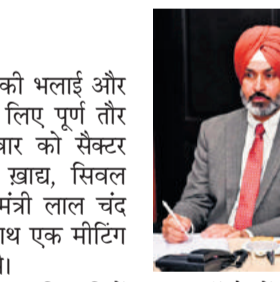 की भलाई और
लिए पूर्ण तौर
को सैक्टर
ख़ाद्य, सिवल
लाल चंद
एक मीटिंग